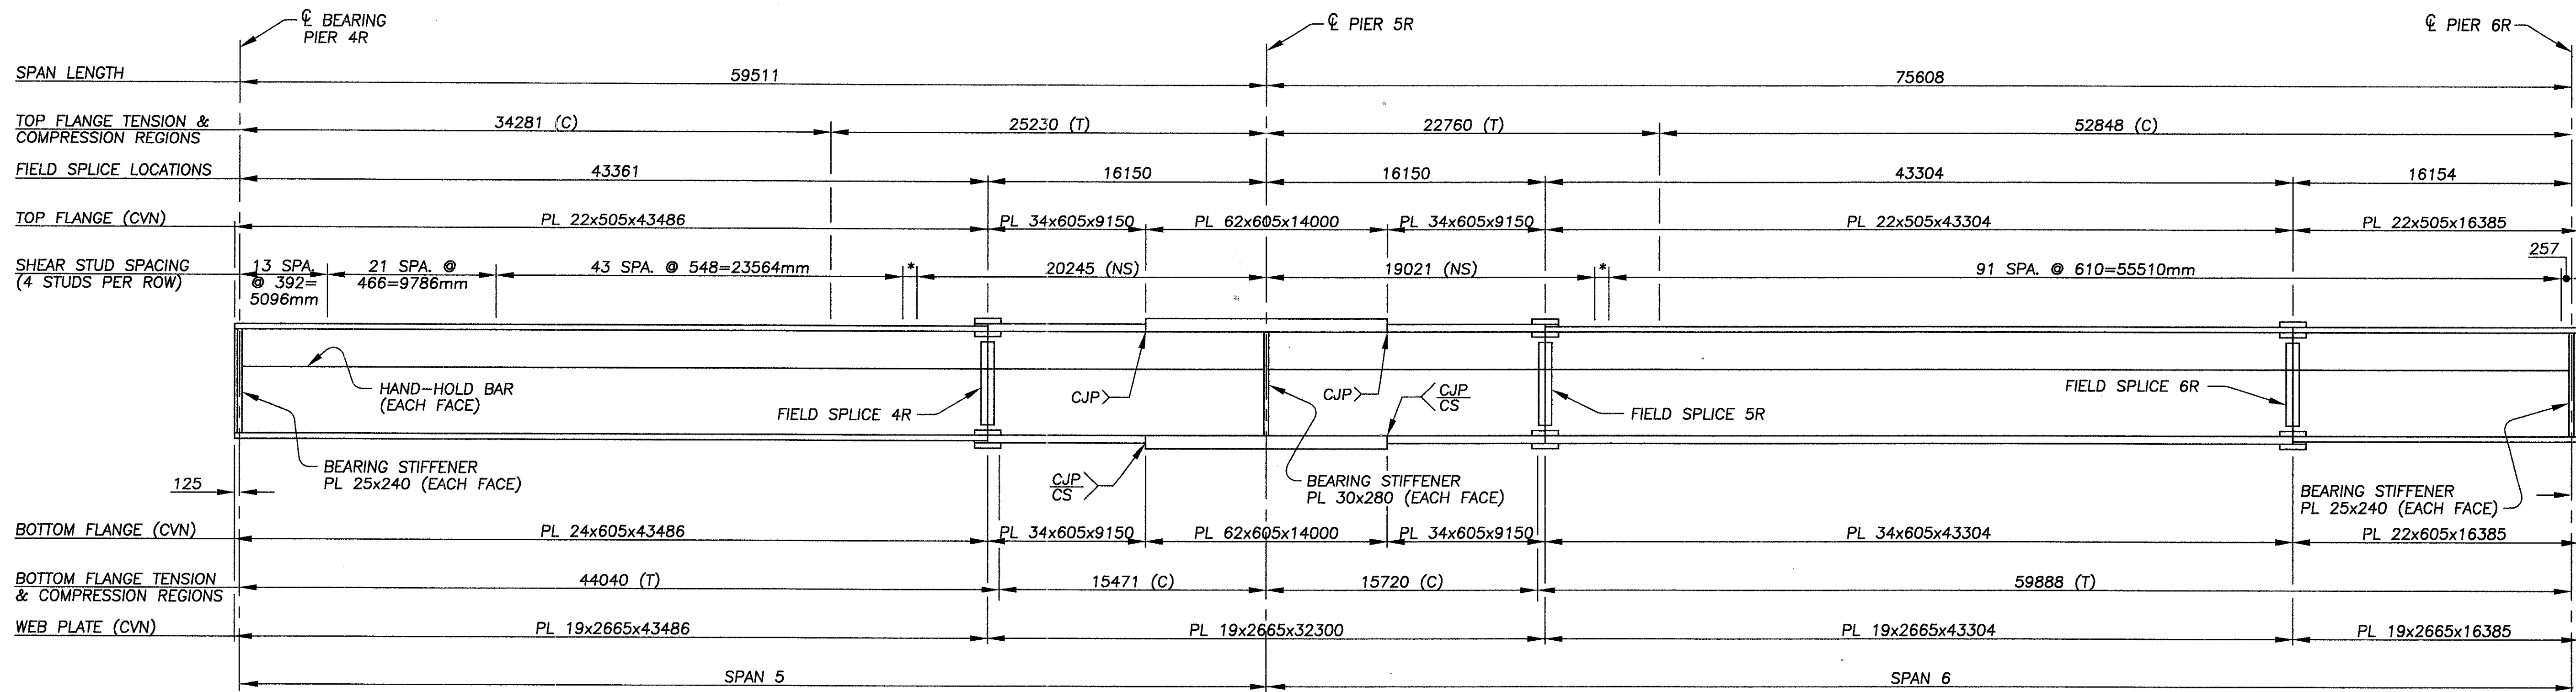 ℄ BEARING
PIER 4R
℄ PIER 5R
℄ PIER 6R
SPAN LENGTH
59511
75608
TOP FLANGE TENSION &
COMPRESSION REGIONS
34281 (C)
25230 (T)
22760 (T)
52848 (C)
FIELD SPLICE LOCATIONS
43361
16150
16150
43304
16154
TOP FLANGE (CVN)
PL 22x505x43486
PL 34x605x9150
PL 62x605x14000
PL 34x605x9150
PL 22x505x43304
PL 22x505x16385
SHEAR STUD SPACING
(4 STUDS PER ROW)
13 SPA.
@ 392=
5096mm
21 SPA. @
466=9786mm
43 SPA. @ 548=23564mm
*
20245 (NS)
19021 (NS)
*
91 SPA. @ 610=55510mm
257
HAND-HOLD BAR
(EACH FACE)
FIELD SPLICE 4R
CJP
CJP
CJP
CS
FIELD SPLICE 5R
FIELD SPLICE 6R
BEARING STIFFENER
PL 25x240 (EACH FACE)
125
CJP
CS
BEARING STIFFENER
PL 30x280 (EACH FACE)
BEARING STIFFENER
PL 25x240 (EACH FACE)
BOTTOM FLANGE (CVN)
PL 24x605x43486
PL 34x605x9150
PL 62x605x14000
PL 34x605x9150
PL 34x605x43304
PL 22x605x16385
BOTTOM FLANGE TENSION
& COMPRESSION REGIONS
44040 (T)
15471 (C)
15720 (C)
59888 (T)
WEB PLATE (CVN)
PL 19x2665x43486
PL 19x2665x32300
PL 19x2665x43304
PL 19x2665x16385
SPAN 5
SPAN 6